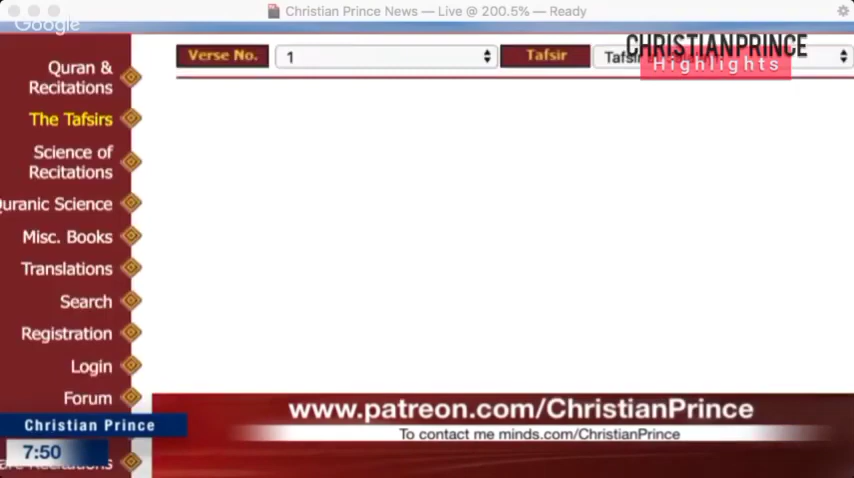 Christian Prince News — Live @ 200.5% — Ready
Google
Verse No.
1
Tafsir
CHRISTIANPRINCE
Highlights
Quran &
Recitations
The Tafsirs
Science of
Recitations
Quranic Science
Misc. Books
Translations
Search
Registration
Login
Forum
www.patreon.com/ChristianPrince
To contact me minds.com/ChristianPrince
Christian Prince
7:50
Recitations